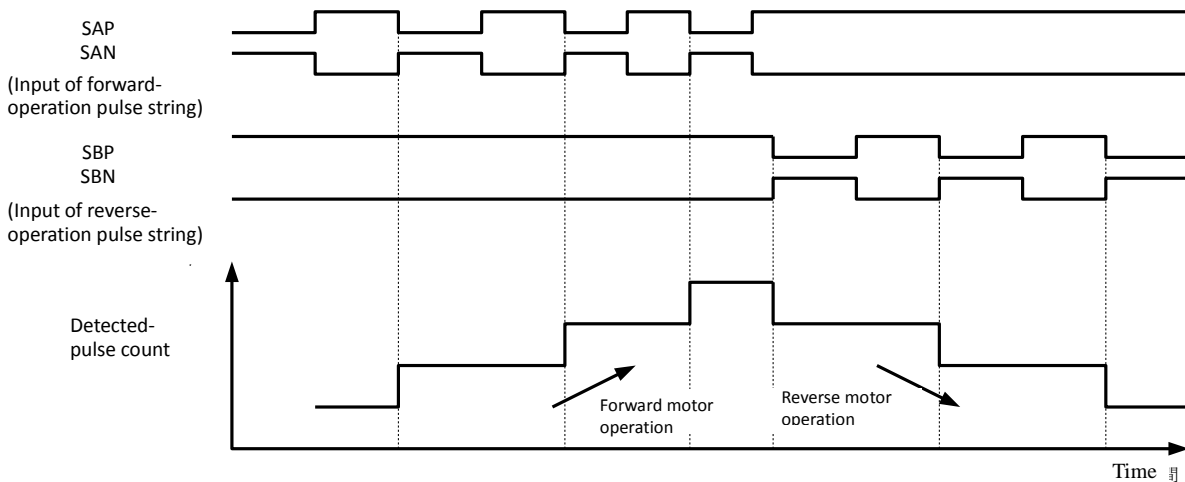 SAP
SAN
(Input of forward-
operation pulse string)
SBP
SBN
(Input of reverse-
operation pulse string)
Detected-
pulse count
Forward motor
operation
Reverse motor
operation
Time